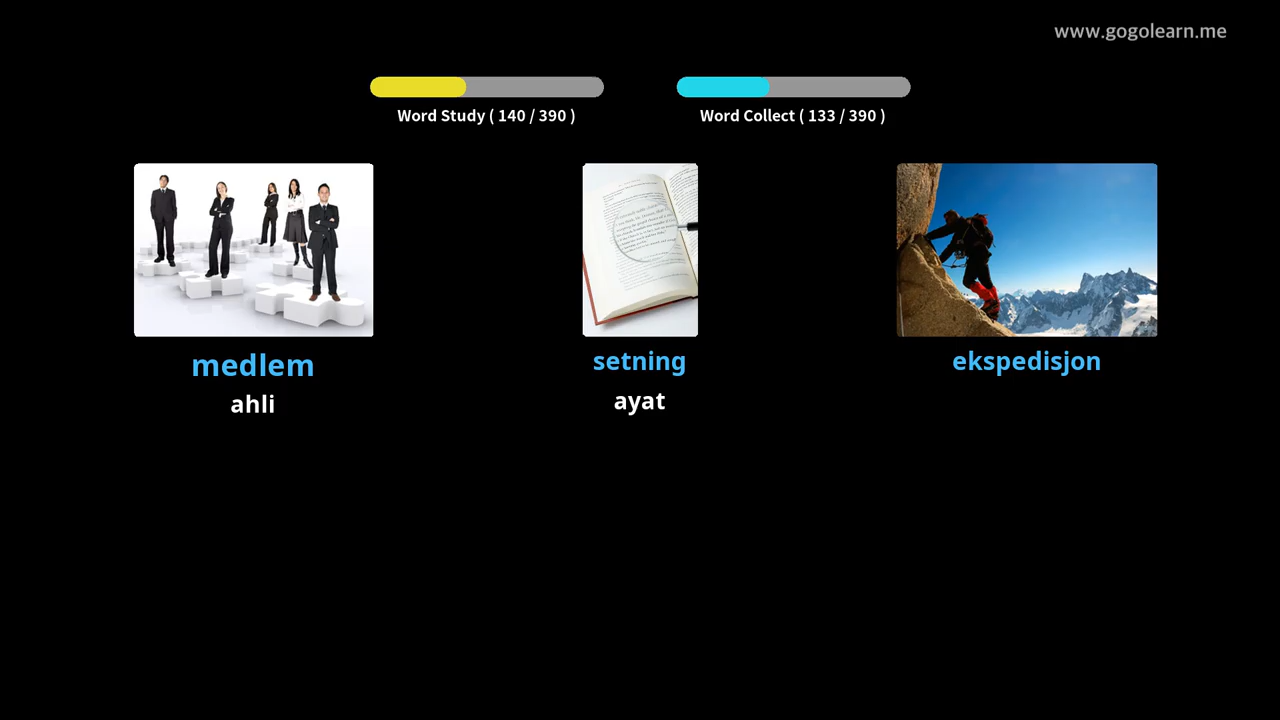 www.gogolearn.me
Word Study ( 140 / 390 )
Word Collect ( 133 / 390 )
medlem
setning
ekspedisjon
ahli
ayat